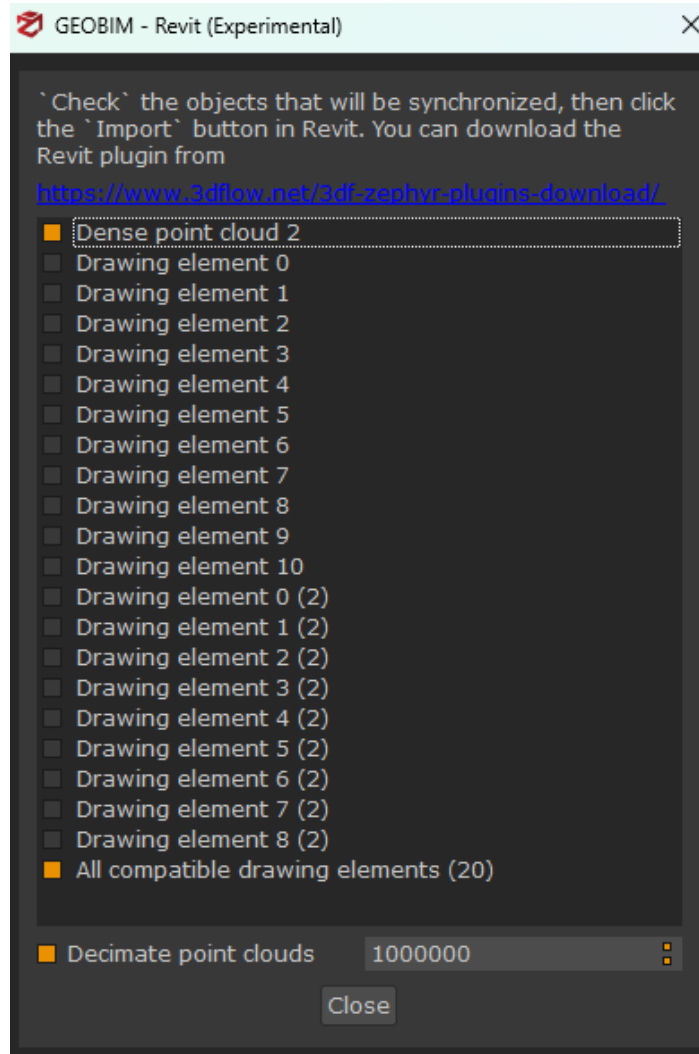 GEOBIM - Revit (Experimental)
`Check` the objects that will be synchronized, then click
the `Import` button in Revit. You can download the
Revit plugin from
https://www.3dflow.net/3df-zephyr-plugins-download/
Dense point cloud 2
Drawing element 0
Drawing element 1
Drawing element 2
Drawing element 3
Drawing element 4
Drawing element 5
Drawing element 6
Drawing element 7
Drawing element 8
Drawing element 9
Drawing element 10
Drawing element 0 (2)
Drawing element 1 (2)
Drawing element 2 (2)
Drawing element 3 (2)
Drawing element 4 (2)
Drawing element 5 (2)
Drawing element 6 (2)
Drawing element 7 (2)
Drawing element 8 (2)
All compatible drawing elements (20)
Decimate point clouds 1000000
Close